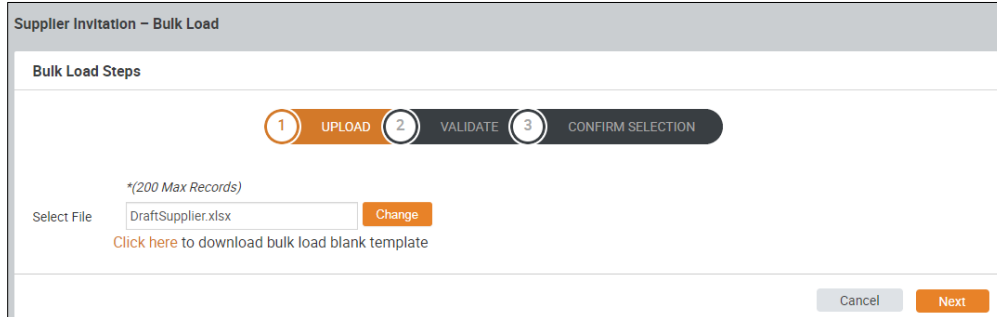 Supplier Invitation – Bulk Load
Bulk Load Steps
1 UPLOAD 2 VALIDATE 3 CONFIRM SELECTION
*(200 Max Records)
Select File DraftSupplier.xlsx Change
Click here to download bulk load blank template
Cancel Next